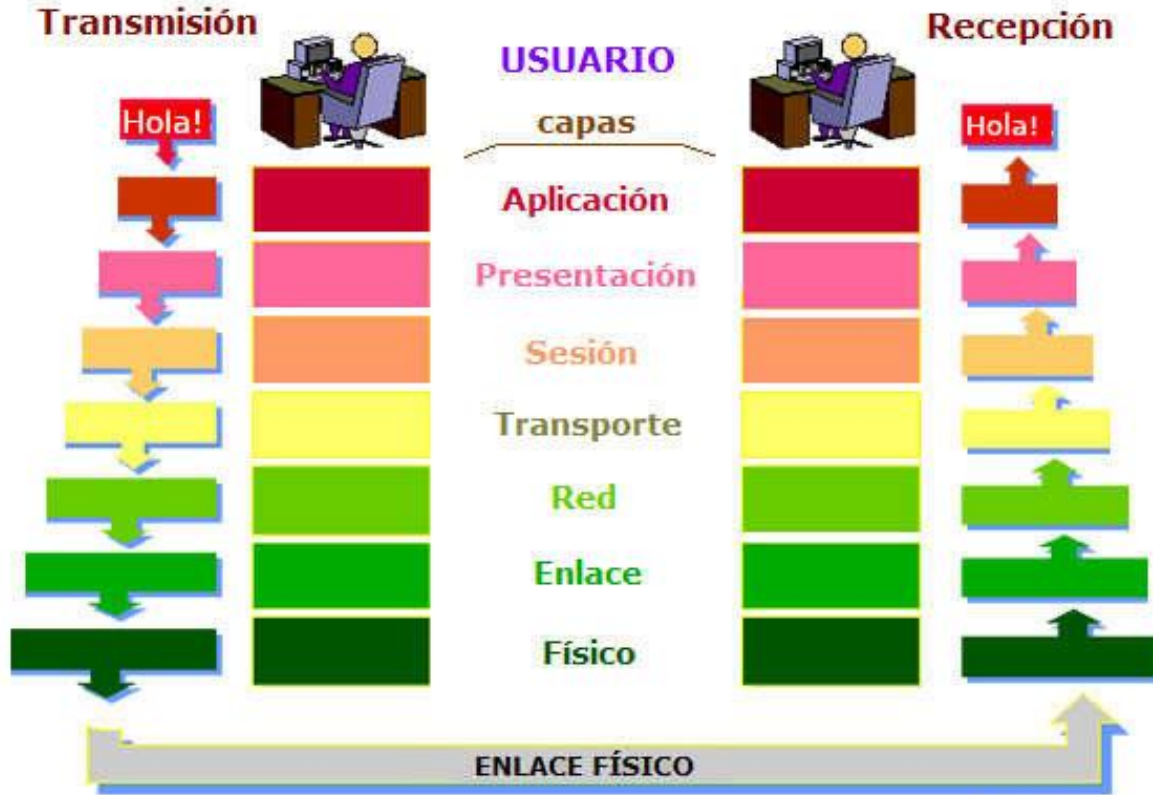 Transmisión
USUARIO
Recepción
capas
Hola!
Hola!
Aplicación
Presentación
Sesión
Transporte
Red
Enlace
Físico
ENLACE FÍSICO